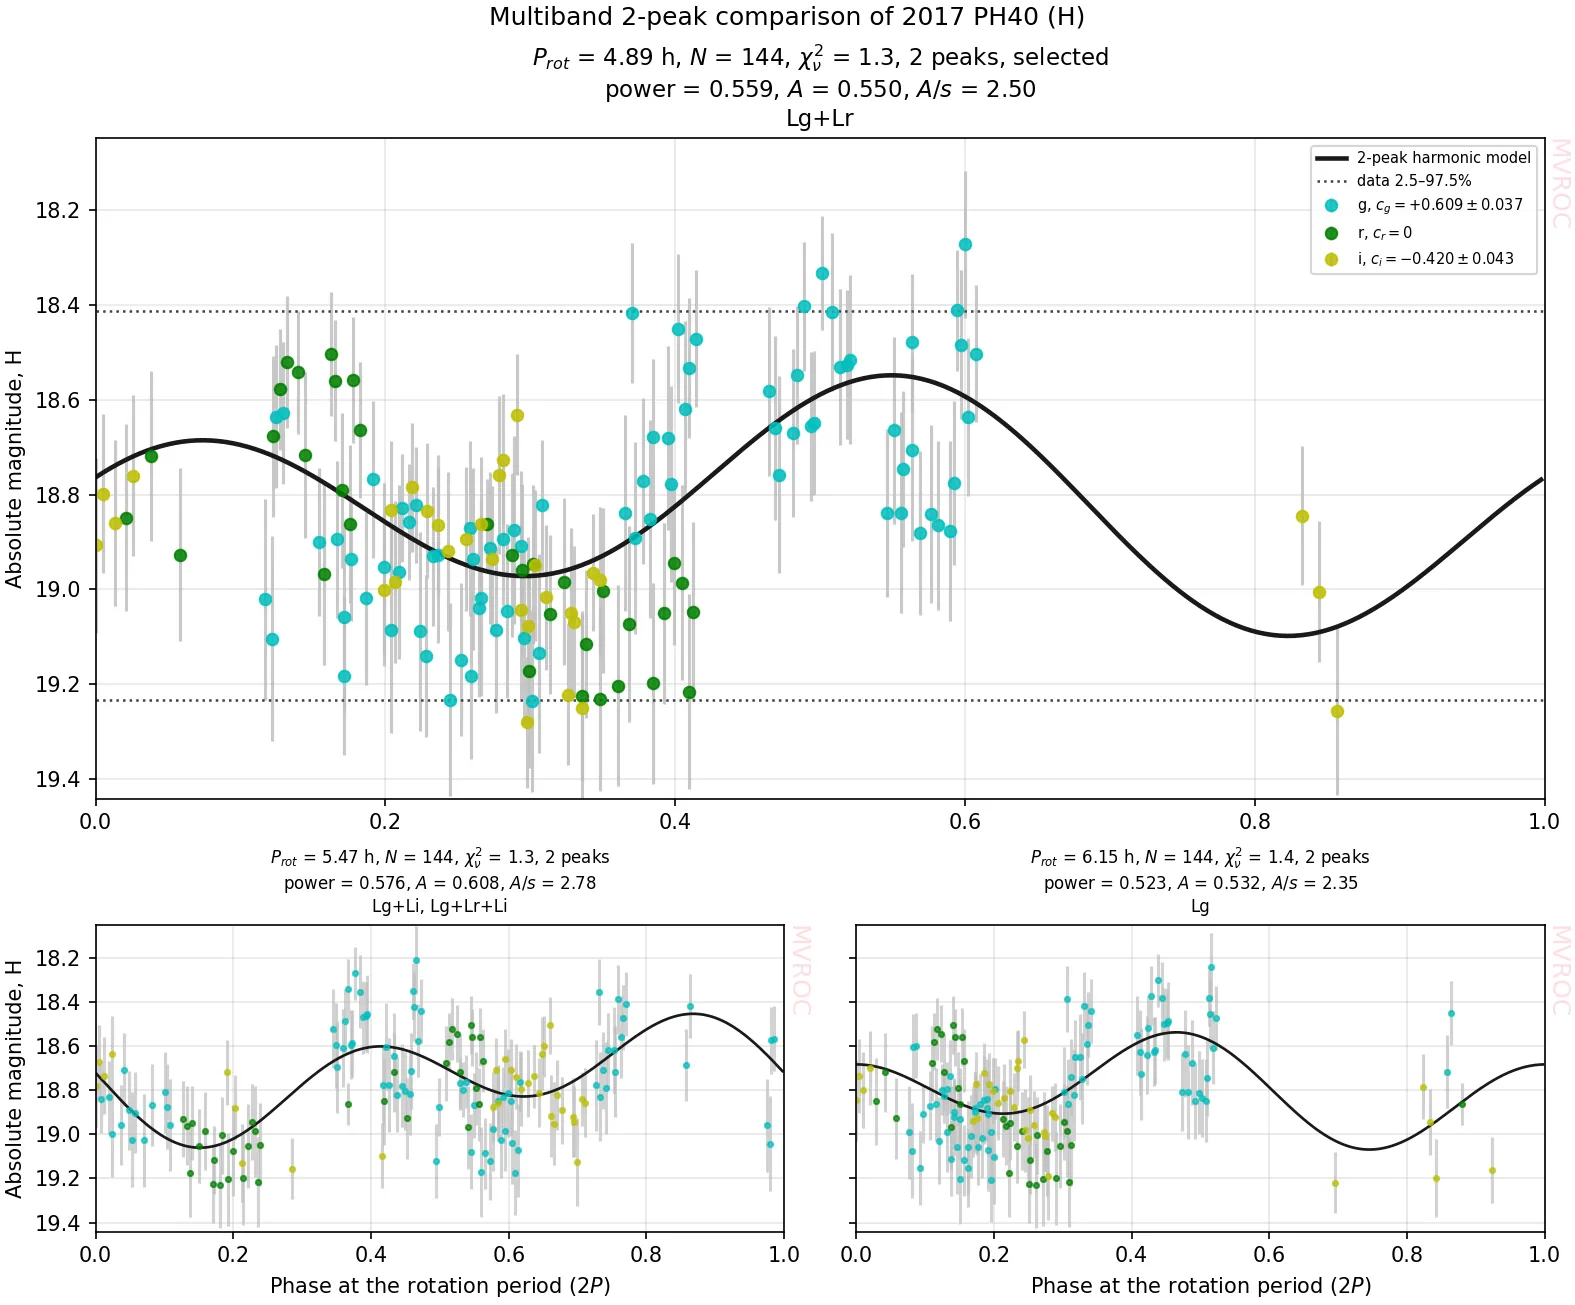 Multiband 2-peak comparison of 2017 PH40 (H)
P_rot = 4.89 h, N = 144, χ²_ν = 1.3, 2 peaks, selected
power = 0.559, A = 0.550, A/s = 2.50
Lg+Lr
MVROC
2-peak harmonic model
data 2.5–97.5%
g, c_g = +0.609 ± 0.037
r, c_r = 0
i, c_i = −0.420 ± 0.043
Absolute magnitude, H
18.2
18.4
18.6
18.8
19.0
19.2
19.4
0.0 0.2 0.4 0.6 0.8 1.0
P_rot = 5.47 h, N = 144, χ²_ν = 1.3, 2 peaks
power = 0.576, A = 0.608, A/s = 2.78
Lg+Li, Lg+Lr+Li
MVROC
Absolute magnitude, H
18.2
18.4
18.6
18.8
19.0
19.2
19.4
0.0 0.2 0.4 0.6 0.8 1.0
Phase at the rotation period (2P)
P_rot = 6.15 h, N = 144, χ²_ν = 1.4, 2 peaks
power = 0.523, A = 0.532, A/s = 2.35
Lg
MVROC
0.0 0.2 0.4 0.6 0.8 1.0
Phase at the rotation period (2P)